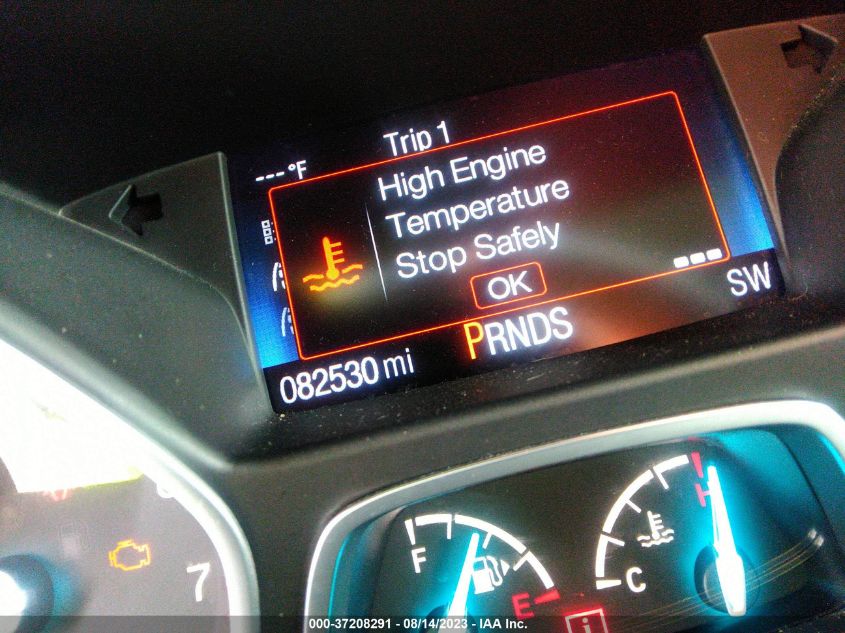 Trip 1
---°F
High Engine
Temperature
Stop Safely
OK
SW
PRNDS
082530 mi
7
F
E
C
H
i
000-37208291 - 08/14/2023 - IAA Inc.